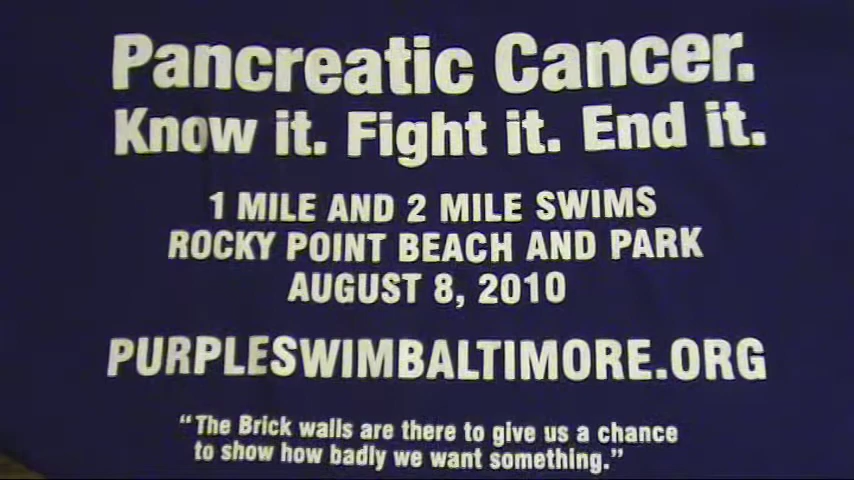 Pancreatic Cancer.
Know it. Fight it. End it.
1 MILE AND 2 MILE SWIMS
ROCKY POINT BEACH AND PARK
AUGUST 8, 2010
PURPLESWIMBALTIMORE.ORG
“The Brick walls are there to give us a chance
to show how badly we want something.”